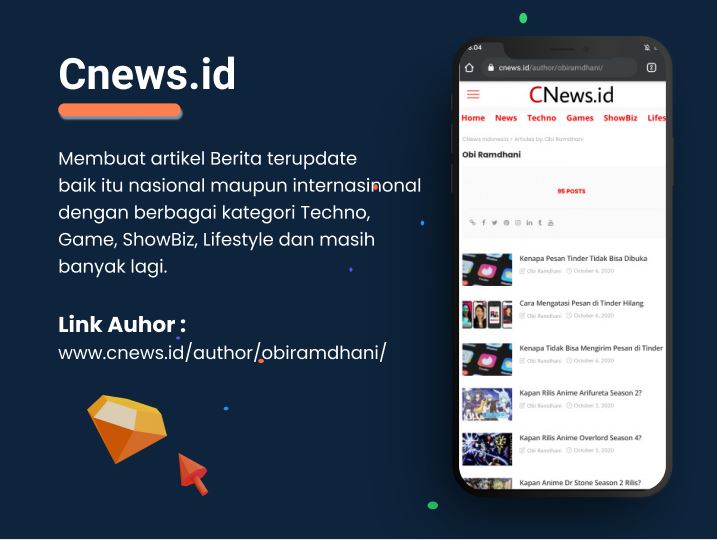 Cnews.id
Membuat artikel Berita terupdate
baik itu nasional maupun internasinonal
dengan berbagai kategori Techno,
Game, ShowBiz, Lifestyle dan masih
banyak lagi.
Link Auhor :
www.cnews.id/author/obiramdhani/
cnews.id/author/obiramdhani/
CNews.id
Home News Techno Games ShowBiz Lifes
CNews Indonesia > Articles by: Obi Ramdhani
Obi Ramdhani
95 POSTS
Kenapa Pesan Tinder Tidak Bisa Dibuka
Obi Ramdhani October 6, 2020
Cara Mengatasi Pesan di Tinder Hilang
Obi Ramdhani October 6, 2020
Kenapa Tidak Bisa Mengirim Pesan di Tinder
Obi Ramdhani October 6, 2020
Kapan Rilis Anime Arifureta Season 2?
Obi Ramdhani October 5, 2020
Kapan Rilis Anime Overlord Season 4?
Obi Ramdhani October 5, 2020
Kapan Anime Dr Stone Season 2 Rilis?